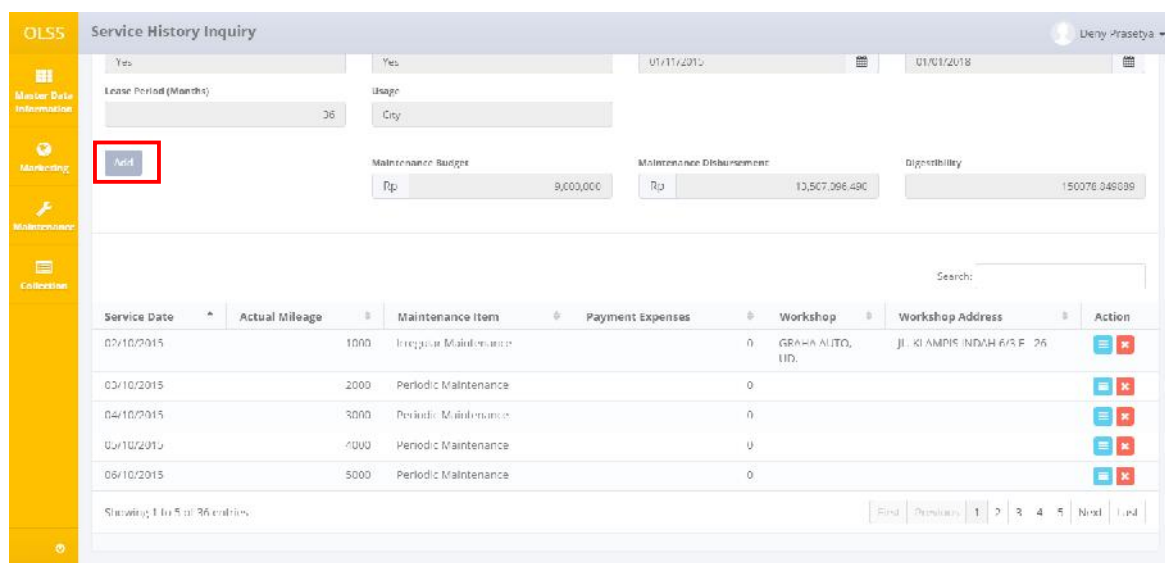 OLSS Service History Inquiry Deny Prasetya
Yes Yes 01/11/2015 01/01/2018
Master Data Information
Lease Period (Months) Usage
36 City
Marketing
Add
Maintenance Budget Maintenance Disbursement Digestibility
Rp 9,000,000 Rp 13,507,096,490 150078.849889
Maintenance
Collection
Search:
Service Date Actual Mileage Maintenance Item Payment Expenses Workshop Workshop Address Action
02/10/2015 1000 Irregular Maintenance 0 GRAHA AUTO, UD. JL. KLAMPIS INDAH 6/3 E - 26
03/10/2015 2000 Periodic Maintenance 0
04/10/2015 3000 Periodic Maintenance 0
05/10/2015 4000 Periodic Maintenance 0
06/10/2015 5000 Periodic Maintenance 0
Showing 1 to 5 of 36 entries First Previous 1 2 3 4 5 Next Last